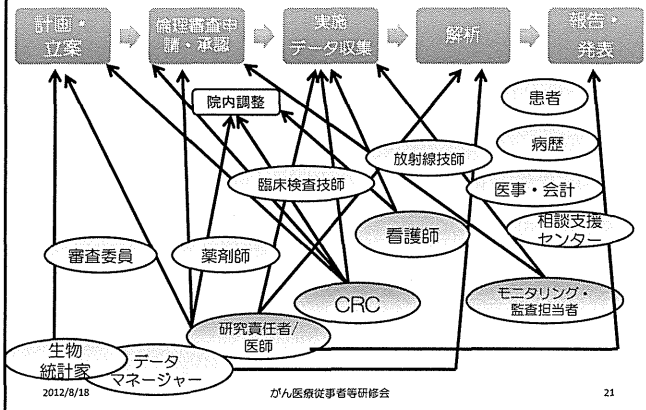 計画・
立案
倫理審査申
請・承認
実施
データ収集
解析
報告・
発表
院内調整
患者
病歴
放射線技師
臨床検査技師
医事・会計
相談支援
センター
看護師
審査委員
薬剤師
CRC
モニタリング・
監査担当者
研究責任者/
医師
生物
統計家
データ
マネージャー
2012/8/18
がん医療従事者等研修会
21